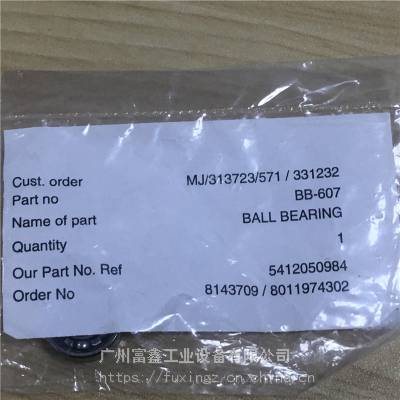 Cust. order MJ/313723/571 / 331232
Part no BB-607
Name of part BALL BEARING
Quantity 1
Our Part No. Ref 5412050984
Order No 8143709 / 8011974302
广州富鑫工业设备有限公司
https://fuxingz.cn.china.cn